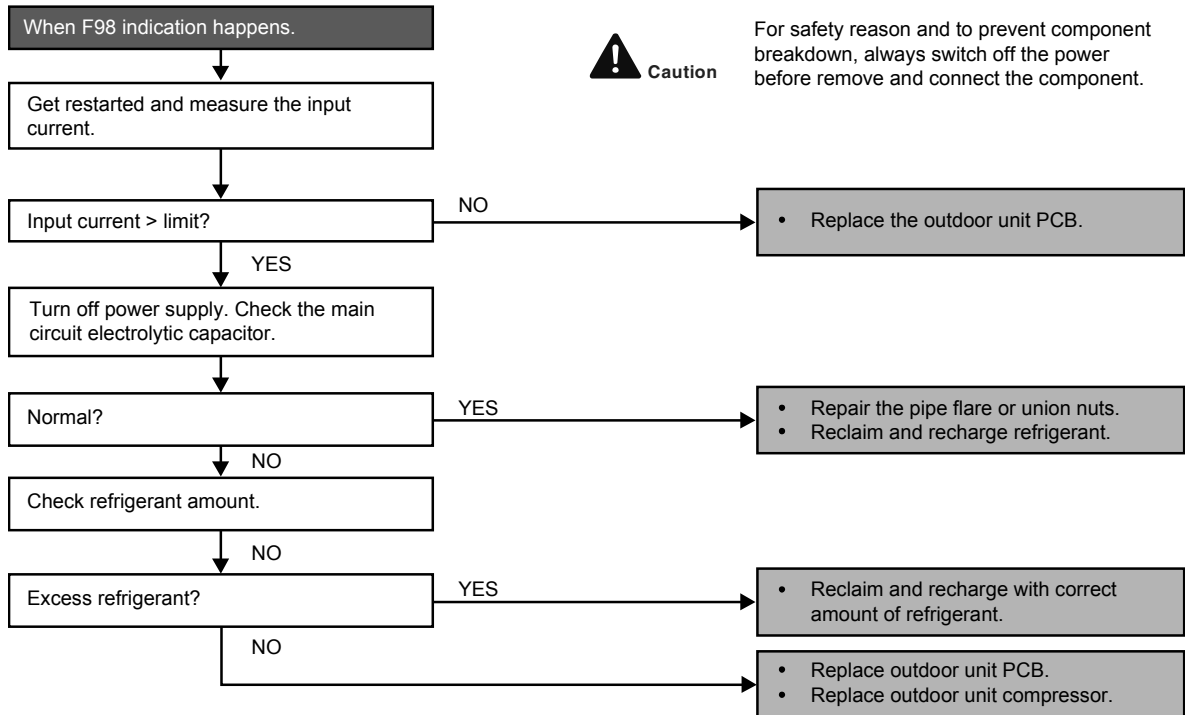 When F98 indication happens.
Caution
For safety reason and to prevent component
breakdown, always switch off the power
before remove and connect the component.
Get restarted and measure the input
current.
Input current > limit?
NO
• Replace the outdoor unit PCB.
YES
Turn off power supply. Check the main
circuit electrolytic capacitor.
Normal?
YES
• Repair the pipe flare or union nuts.
• Reclaim and recharge refrigerant.
NO
Check refrigerant amount.
NO
Excess refrigerant?
YES
• Reclaim and recharge with correct
amount of refrigerant.
NO
• Replace outdoor unit PCB.
• Replace outdoor unit compressor.